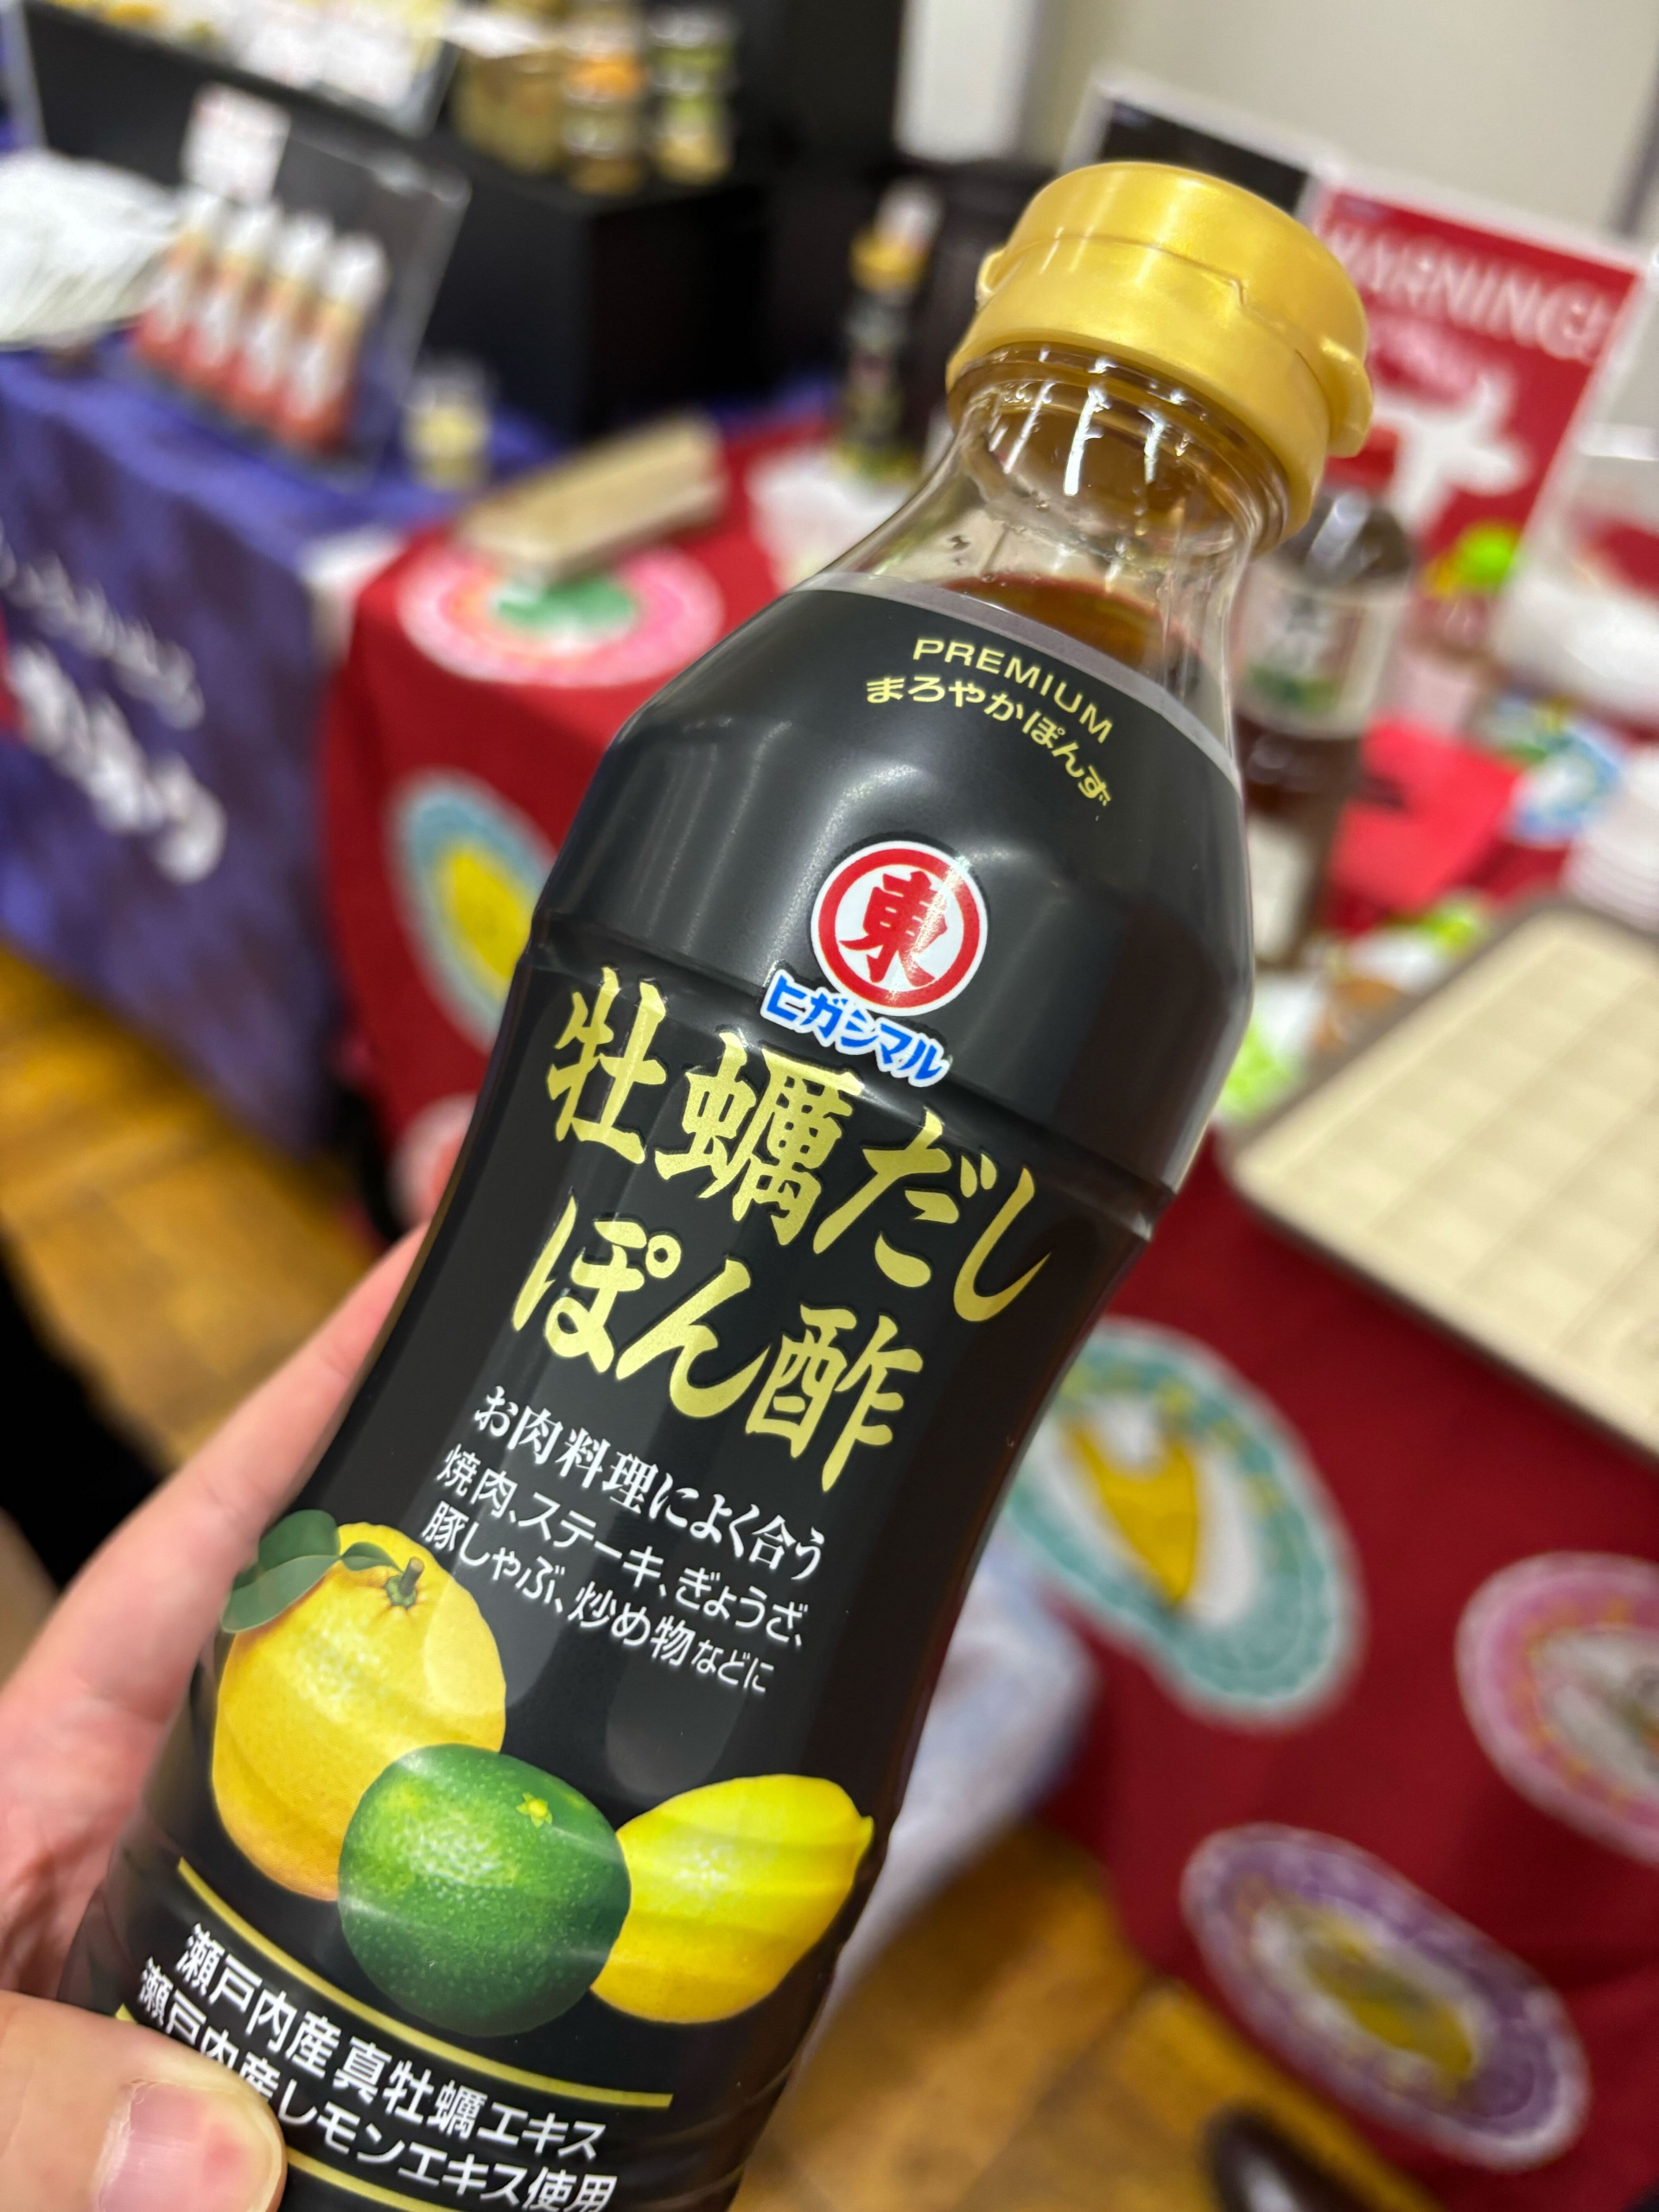 WARNING!
PREMIUM
まろやかぽんず
東
ヒガシマル
牡蠣だし
ぽん酢
お肉料理によく合う
焼肉、ステーキ、ぎょうざ、
豚しゃぶ、炒め物などに
瀬戸内産真牡蠣エキス
瀬戸内産レモンエキス使用